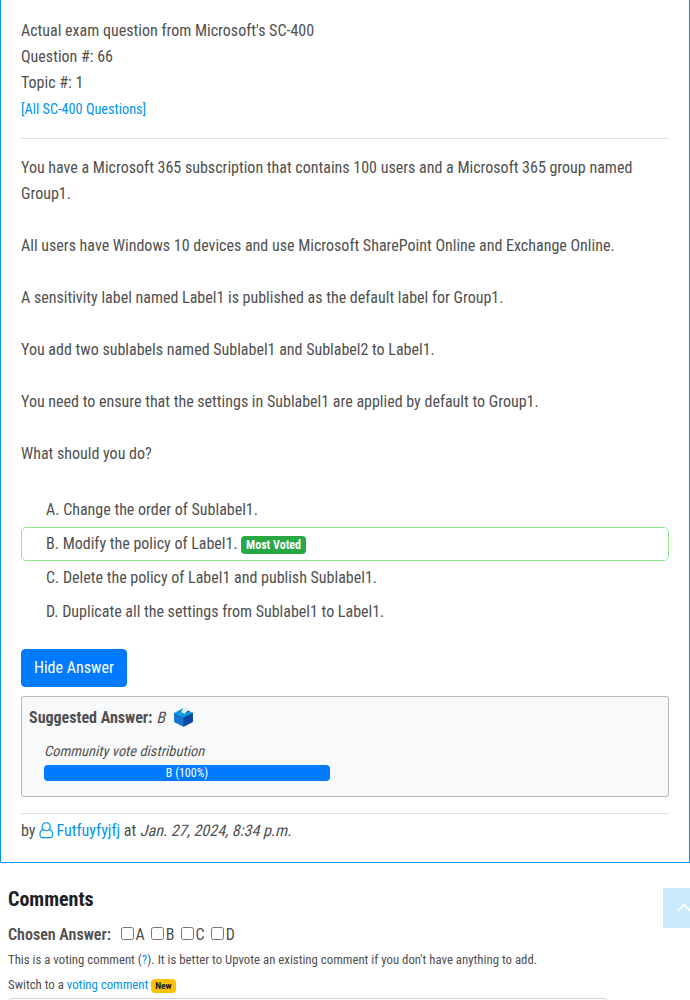 Actual exam question from Microsoft's SC-400
Question #: 66
Topic #: 1
[All SC-400 Questions]
You have a Microsoft 365 subscription that contains 100 users and a Microsoft 365 group named
Group1.
All users have Windows 10 devices and use Microsoft SharePoint Online and Exchange Online.
A sensitivity label named Label1 is published as the default label for Group1.
You add two sublabels named Sublabel1 and Sublabel2 to Label1.
You need to ensure that the settings in Sublabel1 are applied by default to Group1.
What should you do?
A. Change the order of Sublabel1.
B. Modify the policy of Label1. Most Voted
C. Delete the policy of Label1 and publish Sublabel1.
D. Duplicate all the settings from Sublabel1 to Label1.
Hide Answer
Suggested Answer: B
Community vote distribution
B (100%)
by Futfuyfyjfj at Jan. 27, 2024, 8:34 p.m.
Comments
Chosen Answer: A B C D
This is a voting comment (?). It is better to Upvote an existing comment if you don't have anything to add.
Switch to a voting comment New